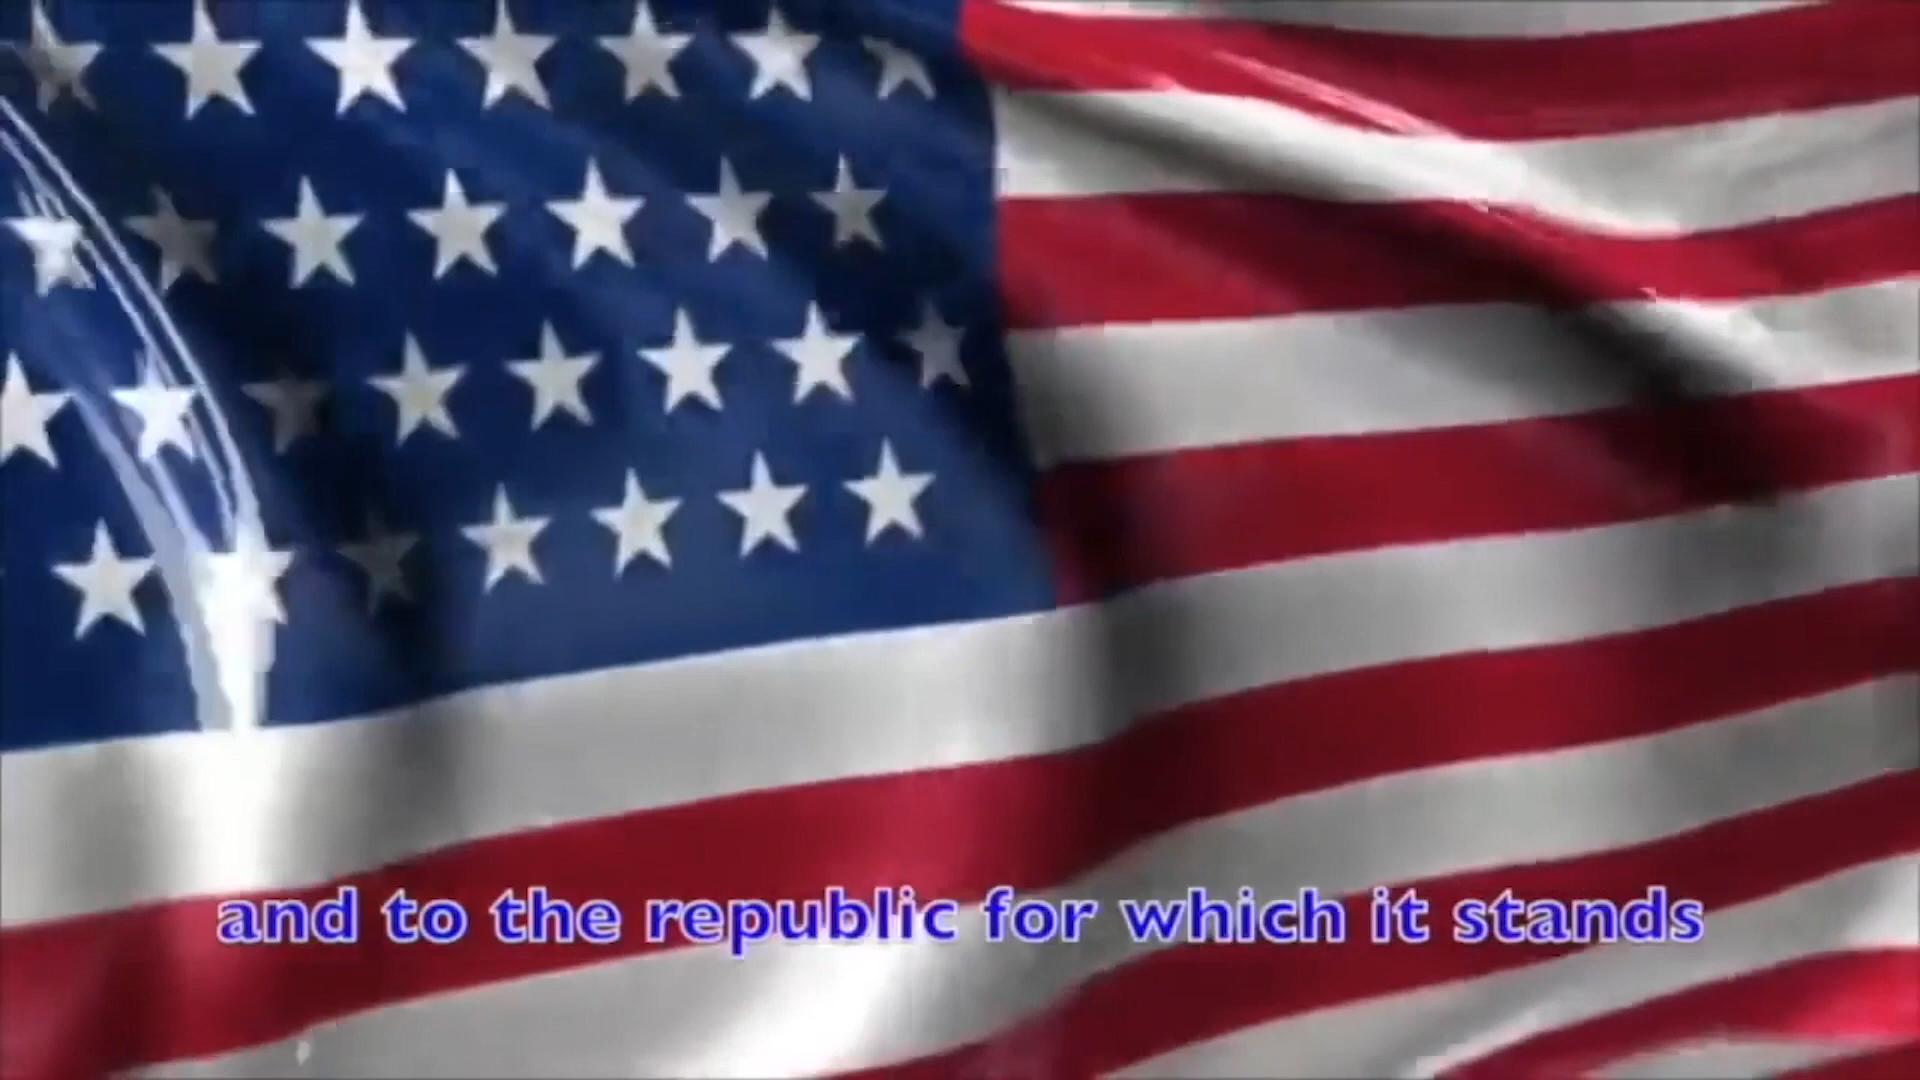 and to the republic for which it stands